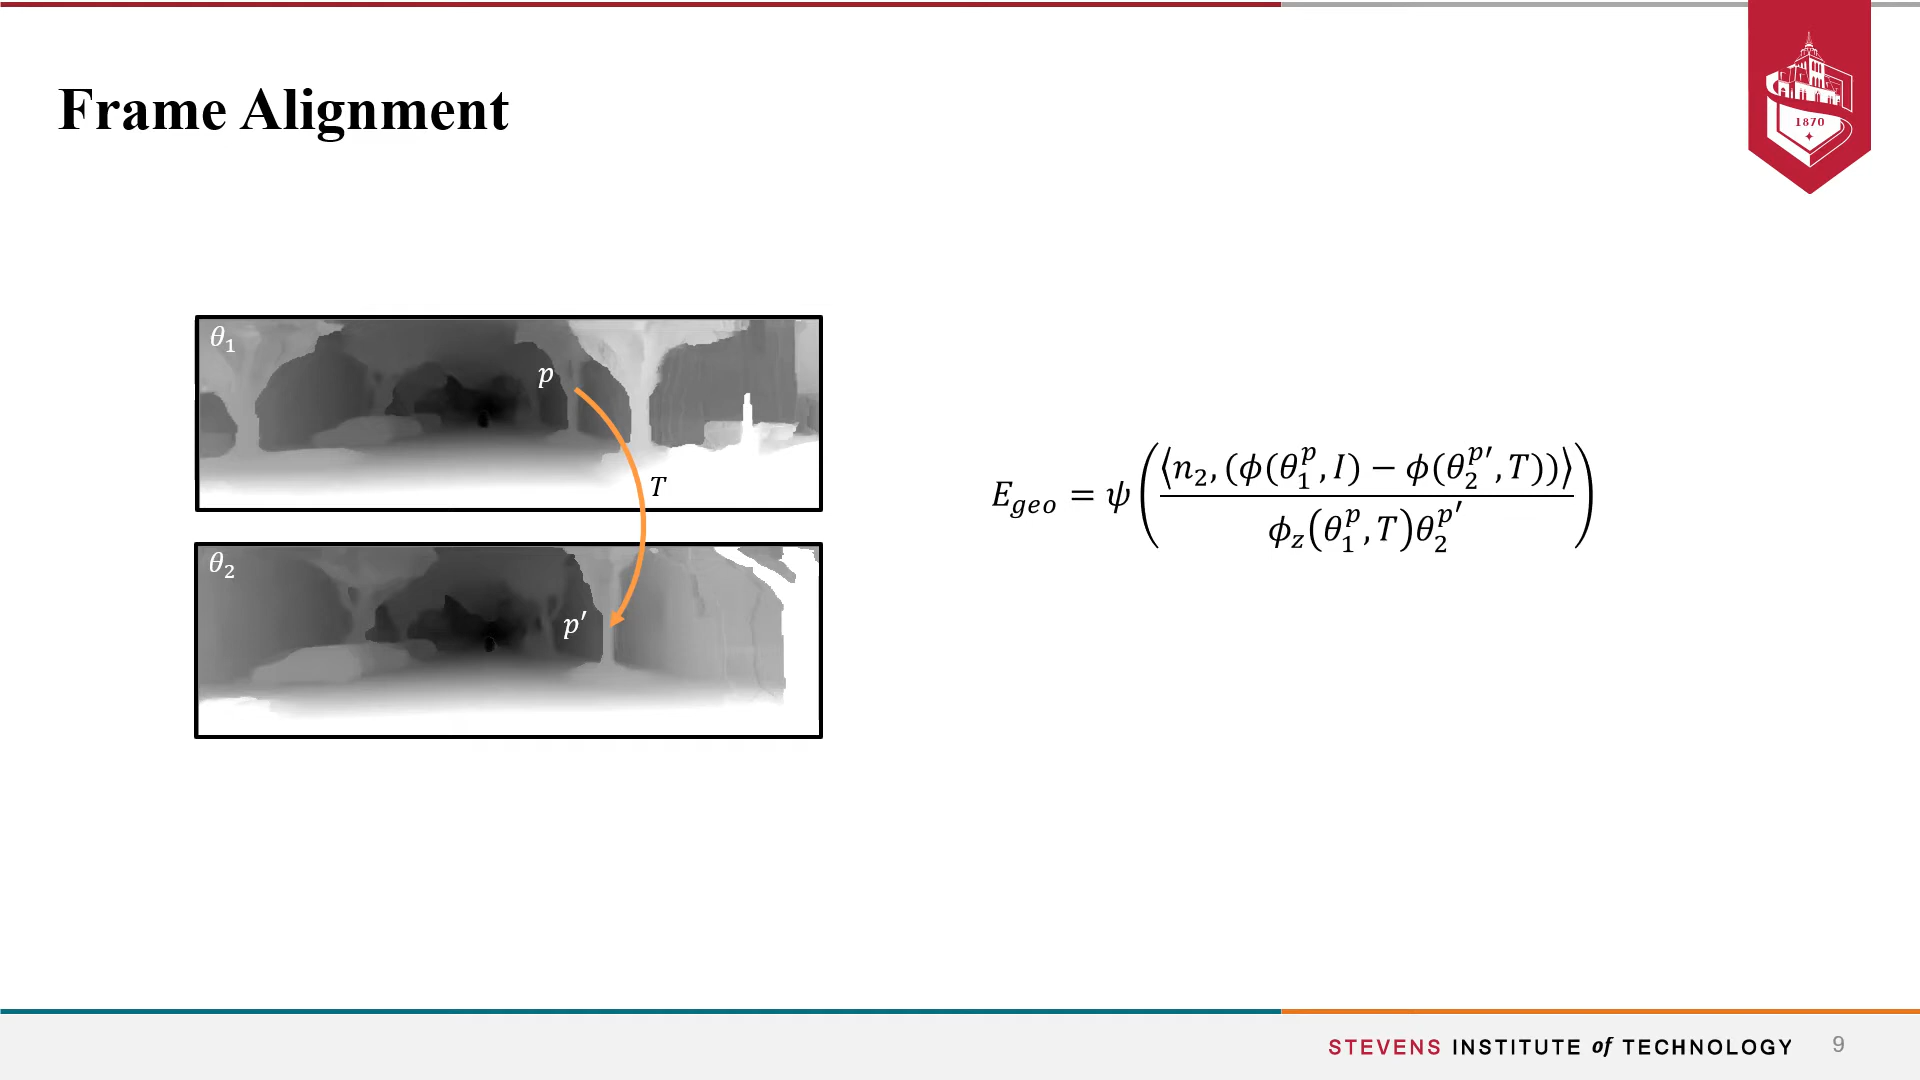 Frame Alignment
1870
θ₁
p
T
θ₂
p′
E_geo = ψ( ⟨n₂, (ϕ(θ₁^p, I) − ϕ(θ₂^p′, T))⟩ / ϕ_z(θ₁^p, T)θ₂^p′ )
STEVENS INSTITUTE of TECHNOLOGY 9